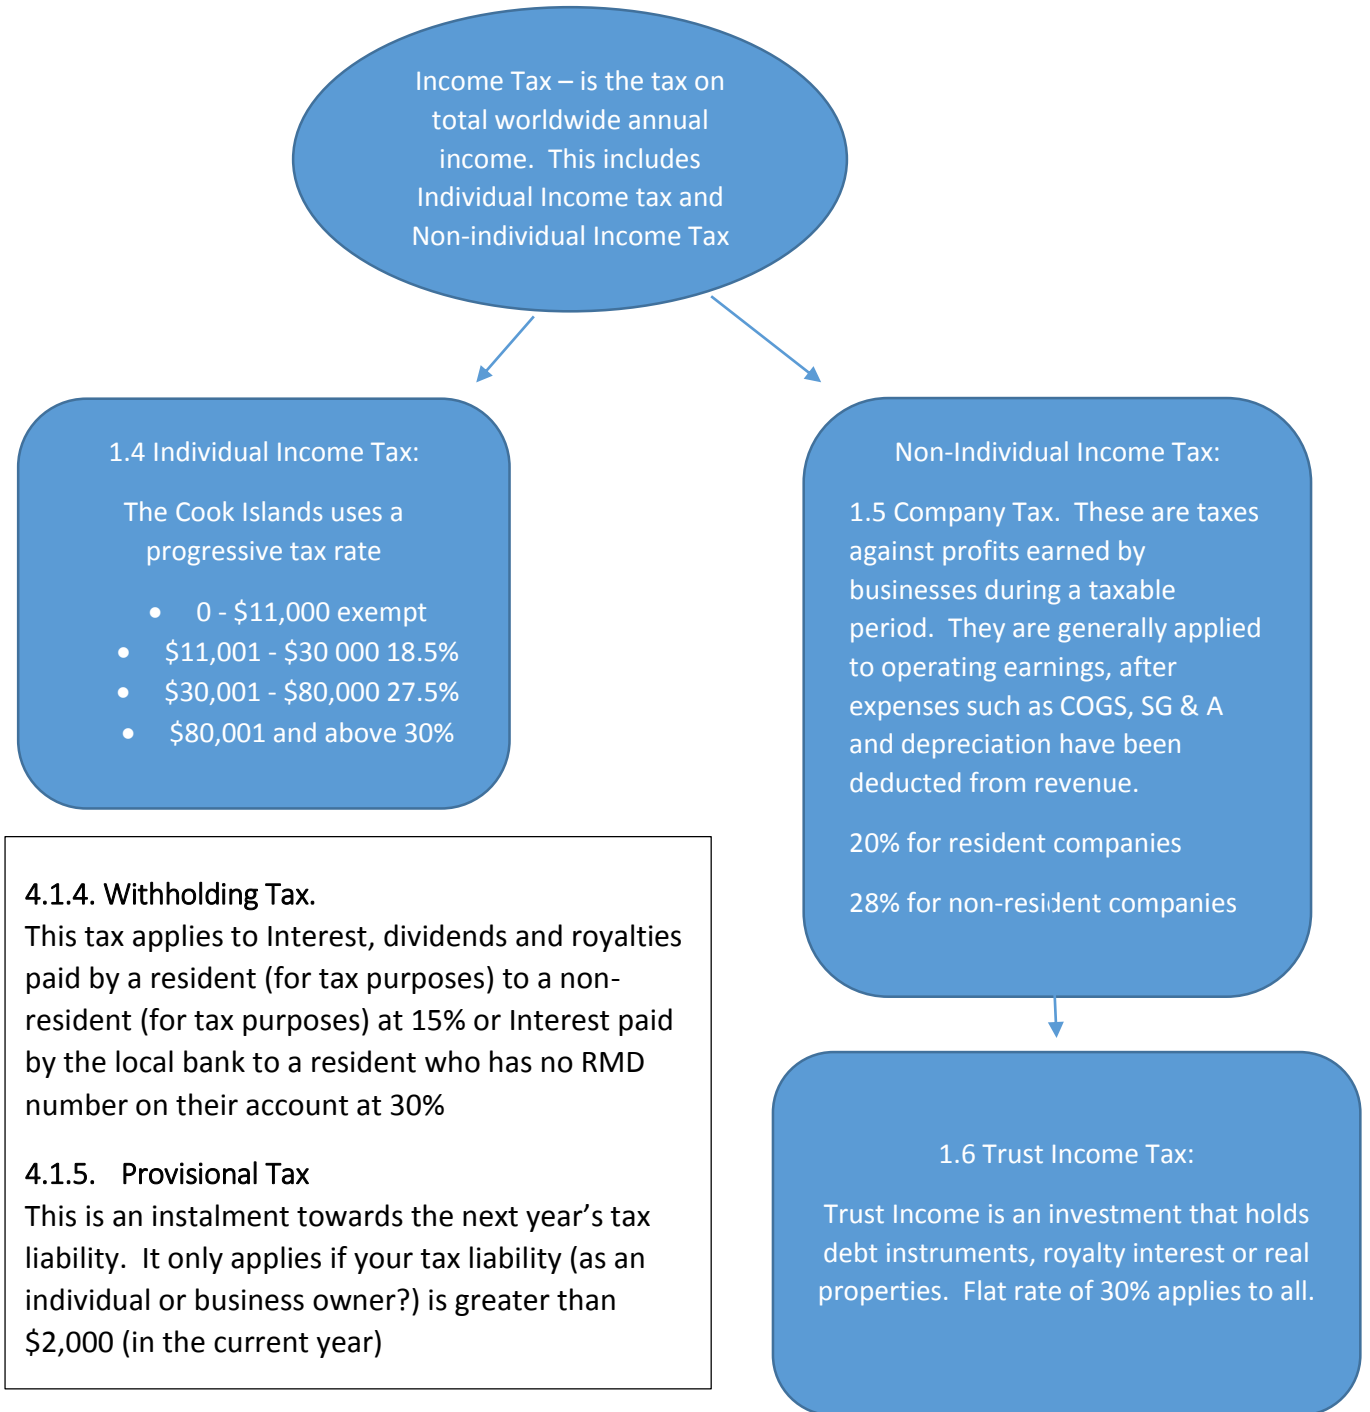 Income Tax – is the tax on
total worldwide annual
income.  This includes
Individual Income tax and
Non-individual Income Tax
1.4 Individual Income Tax:
The Cook Islands uses a
progressive tax rate
• 0 - $11,000 exempt
• $11,001 - $30 000 18.5%
• $30,001 - $80,000 27.5%
• $80,001 and above 30%
Non-Individual Income Tax:
1.5 Company Tax.  These are taxes
against profits earned by
businesses during a taxable
period.  They are generally applied
to operating earnings, after
expenses such as COGS, SG & A
and depreciation have been
deducted from revenue.
20% for resident companies
28% for non-resident companies
4.1.4. Withholding Tax.
This tax applies to Interest, dividends and royalties
paid by a resident (for tax purposes) to a non-
resident (for tax purposes) at 15% or Interest paid
by the local bank to a resident who has no RMD
number on their account at 30%
4.1.5.   Provisional Tax
This is an instalment towards the next year's tax
liability.  It only applies if your tax liability (as an
individual or business owner?) is greater than
$2,000 (in the current year)
1.6 Trust Income Tax:
Trust Income is an investment that holds
debt instruments, royalty interest or real
properties.  Flat rate of 30% applies to all.